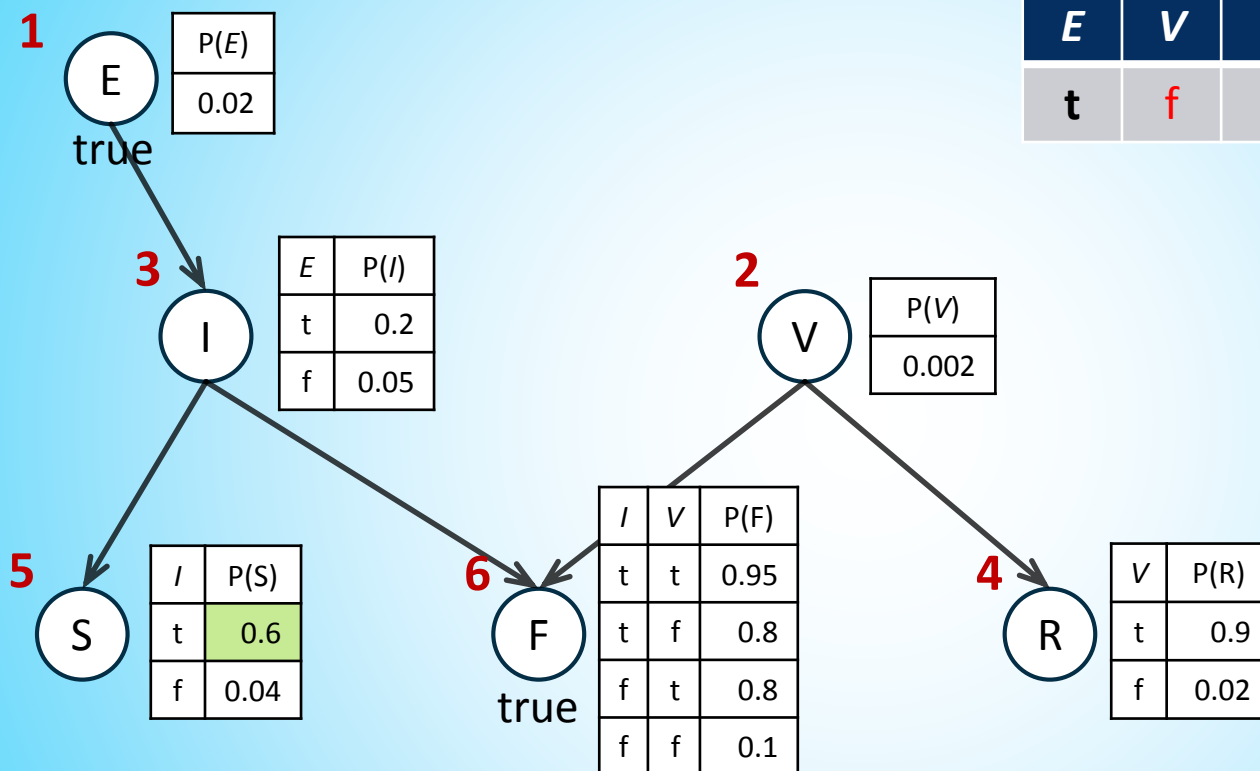 1
E
P(E)
0.02
true
E V
t f
3
I
E P(I)
t 0.2
f 0.05
2
V
P(V)
0.002
5
S
I P(S)
t 0.6
f 0.04
6
F
true
I V P(F)
t t 0.95
t f 0.8
f t 0.8
f f 0.1
4
R
V P(R)
t 0.9
f 0.02